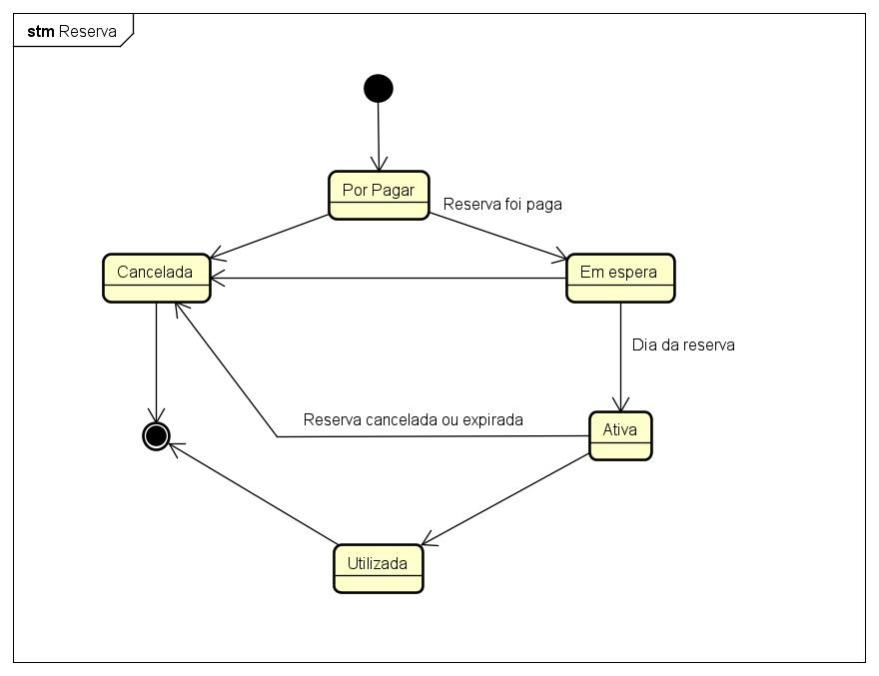 stm Reserva
Por Pagar
Reserva foi paga
Cancelada
Em espera
Dia da reserva
Reserva cancelada ou expirada
Ativa
Utilizada